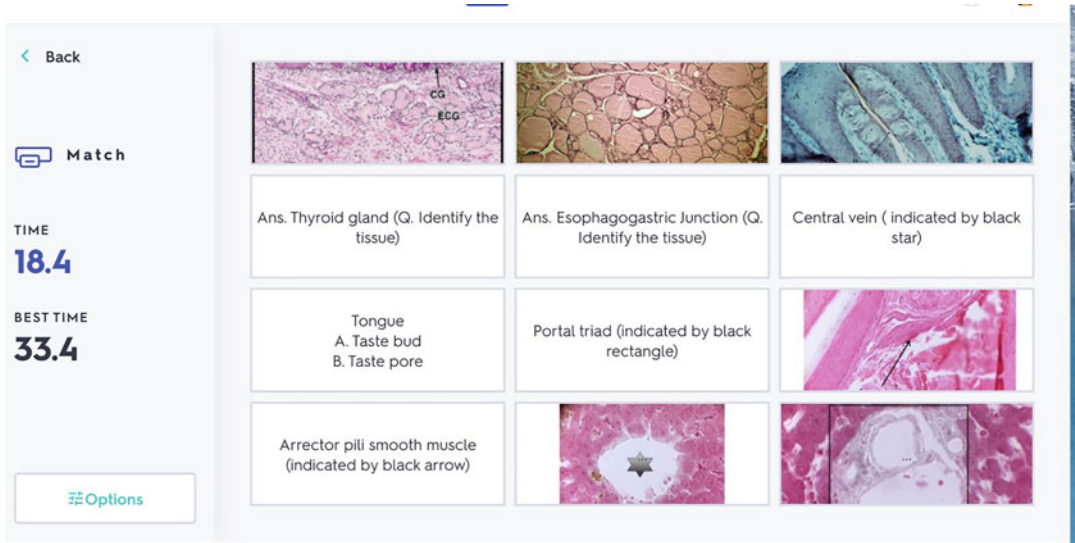 Back
Match
TIME
18.4
BEST TIME
33.4
Options
CG
ECG
Ans. Thyroid gland (Q. Identify the
tissue)
Ans. Esophagogastric Junction (Q.
Identify the tissue)
Central vein ( indicated by black
star)
Tongue
A. Taste bud
B. Taste pore
Portal triad (indicated by black
rectangle)
Arrector pili smooth muscle
(indicated by black arrow)